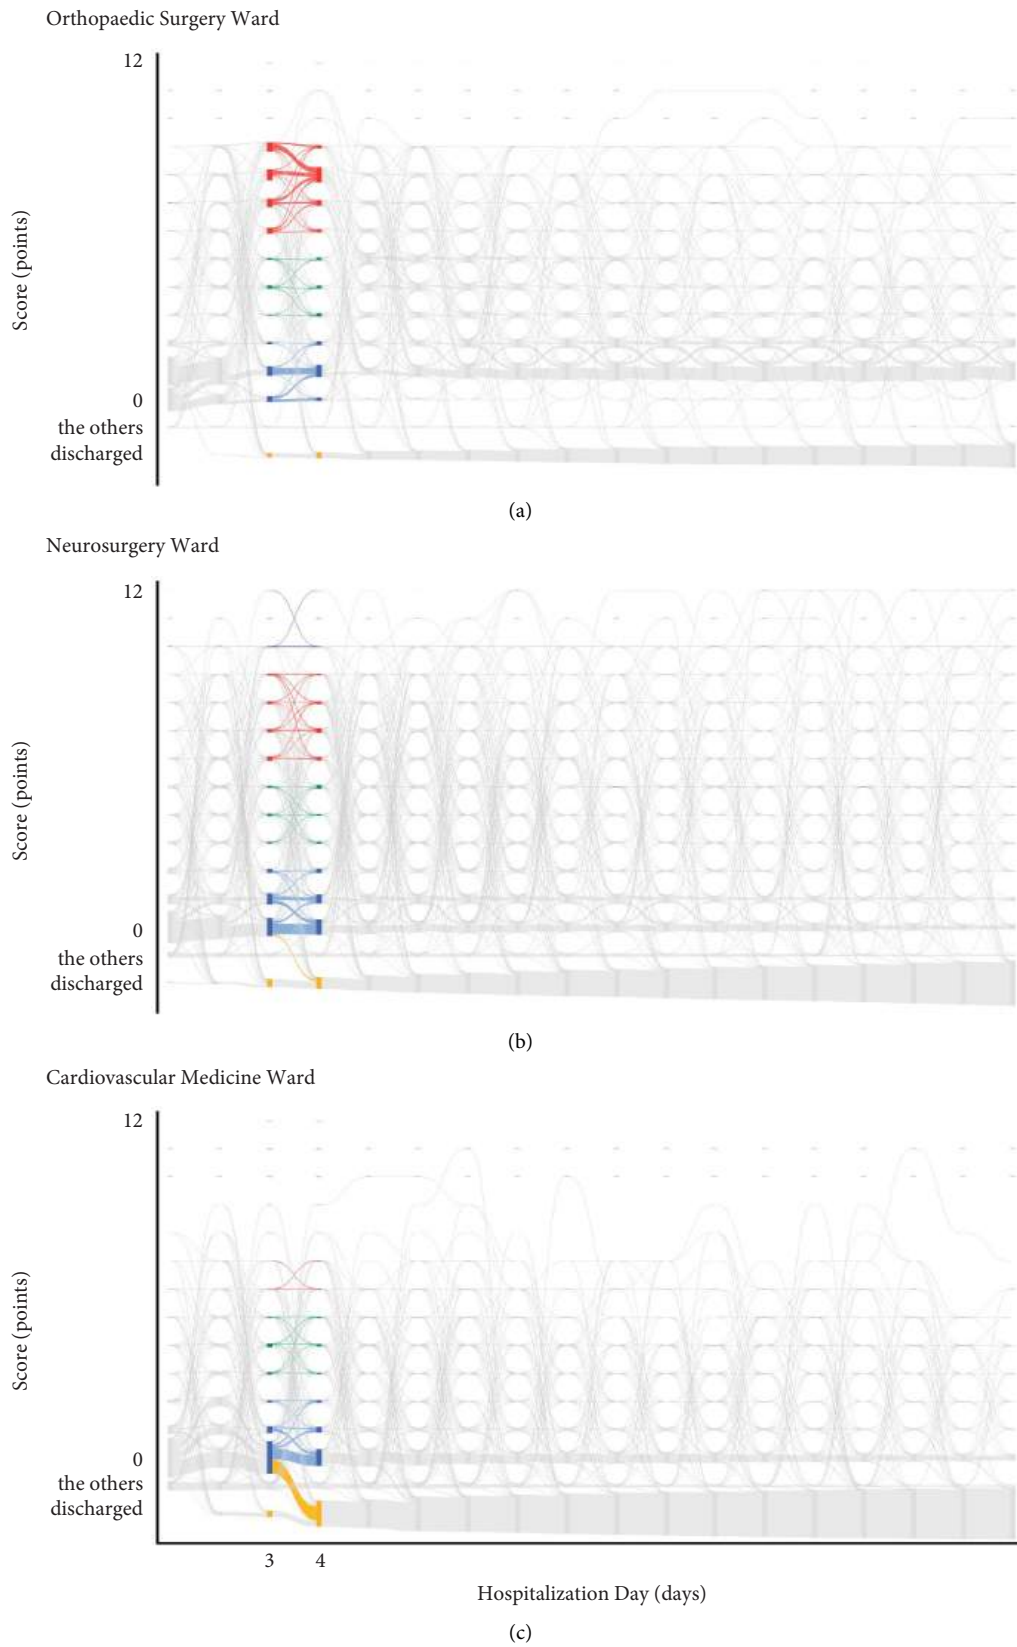 Orthopaedic Surgery Ward
12
Score (points)
0
the others
discharged
(a)
Neurosurgery Ward
12
Score (points)
0
the others
discharged
(b)
Cardiovascular Medicine Ward
12
Score (points)
0
the others
discharged
3 4
Hospitalization Day (days)
(c)